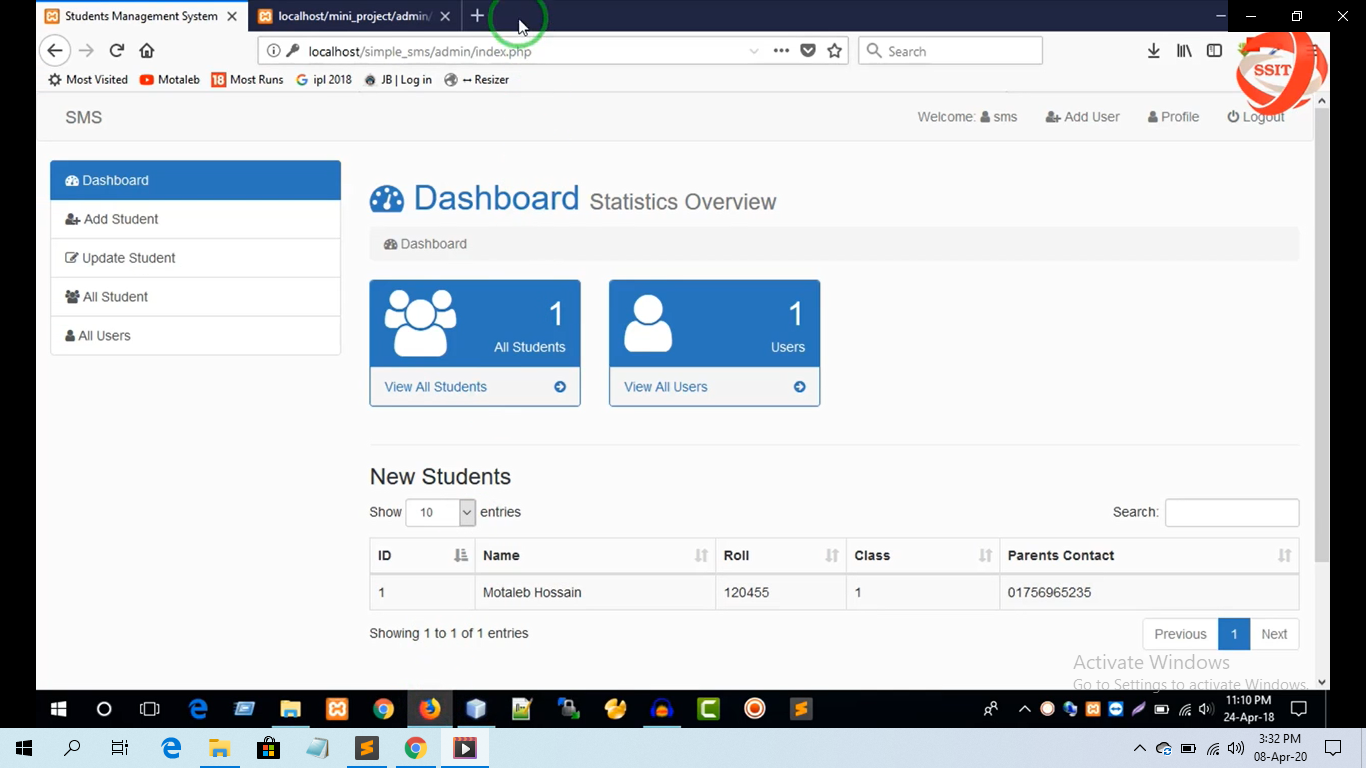 Students Management System
localhost/mini_project/admin/
localhost/simple_sms/admin/index.php
Search
Most Visited
Motaleb
18 Most Runs
G ipl 2018
JB | Log in
↔ Resizer
SSIT
SMS
Welcome: sms
Add User
Profile
Logout
Dashboard
Add Student
Update Student
All Student
All Users
Dashboard Statistics Overview
Dashboard
1
All Students
View All Students
1
Users
View All Users
New Students
Show 10 entries
Search:
ID Name Roll Class Parents Contact
1 Motaleb Hossain 120455 1 01756965235
Showing 1 to 1 of 1 entries
Previous 1 Next
Activate Windows
Go to Settings to activate Windows.
11:10 PM
24-Apr-18
3:32 PM
08-Apr-20